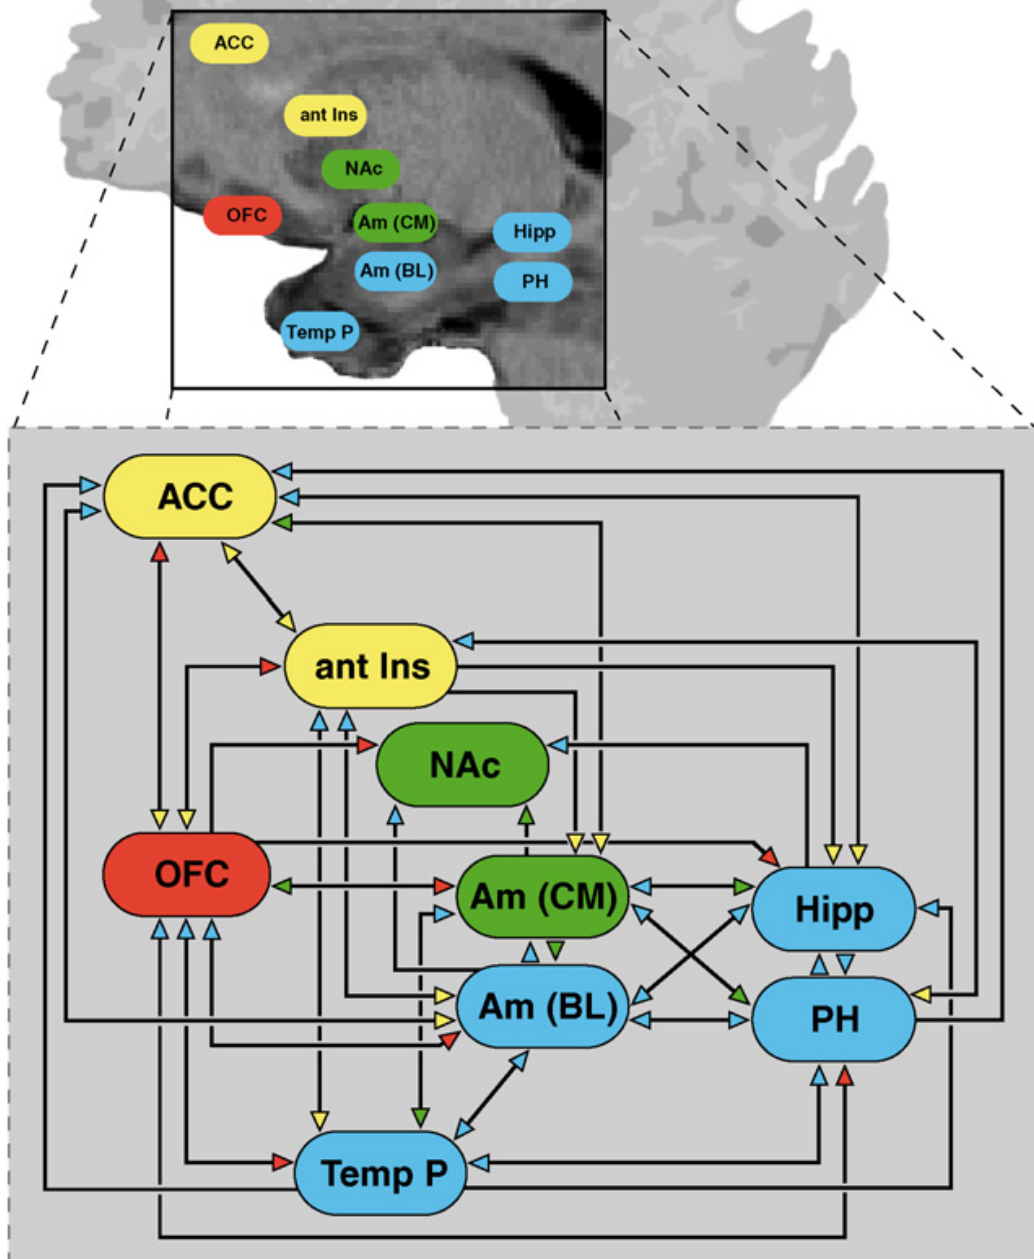 ACC
ant Ins
NAc
OFC
Am (CM)
Hipp
Am (BL)
PH
Temp P
ACC
ant Ins
NAc
OFC
Am (CM)
Hipp
Am (BL)
PH
Temp P